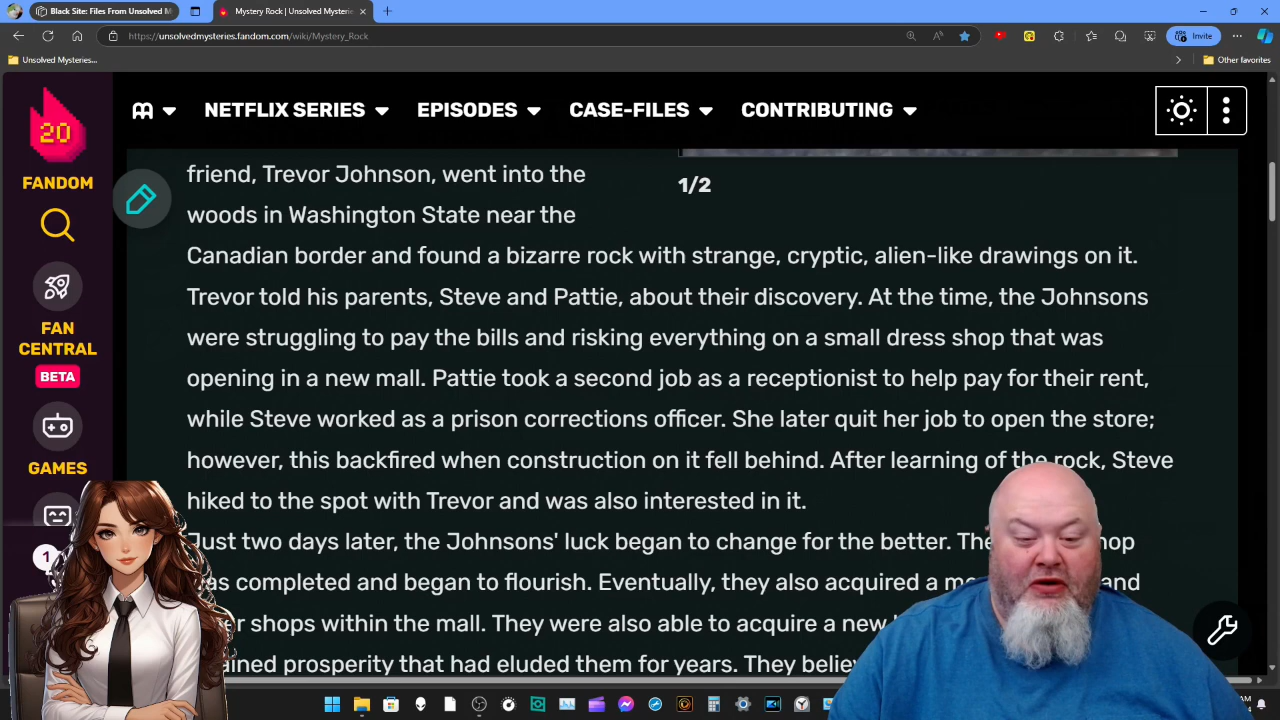 Black Site: Files From Unsolved M
Mystery Rock | Unsolved Mysterie
https://unsolvedmysteries.fandom.com/wiki/Mystery_Rock
Invite
Unsolved Mysteries...
Other favorites
20
FANDOM
FAN
CENTRAL
BETA
GAMES
1
NETFLIX SERIES
EPISODES
CASE-FILES
CONTRIBUTING
1/2
friend, Trevor Johnson, went into the
woods in Washington State near the
Canadian border and found a bizarre rock with strange, cryptic, alien-like drawings on it.
Trevor told his parents, Steve and Pattie, about their discovery. At the time, the Johnsons
were struggling to pay the bills and risking everything on a small dress shop that was
opening in a new mall. Pattie took a second job as a receptionist to help pay for their rent,
while Steve worked as a prison corrections officer. She later quit her job to open the store;
however, this backfired when construction on it fell behind. After learning of the rock, Steve
hiked to the spot with Trevor and was also interested in it.
Just two days later, the Johnsons' luck began to change for the better. The hop
as completed and began to flourish. Eventually, they also acquired a and
er shops within the mall. They were also able to acquire a new
ained prosperity that had eluded them for years. They